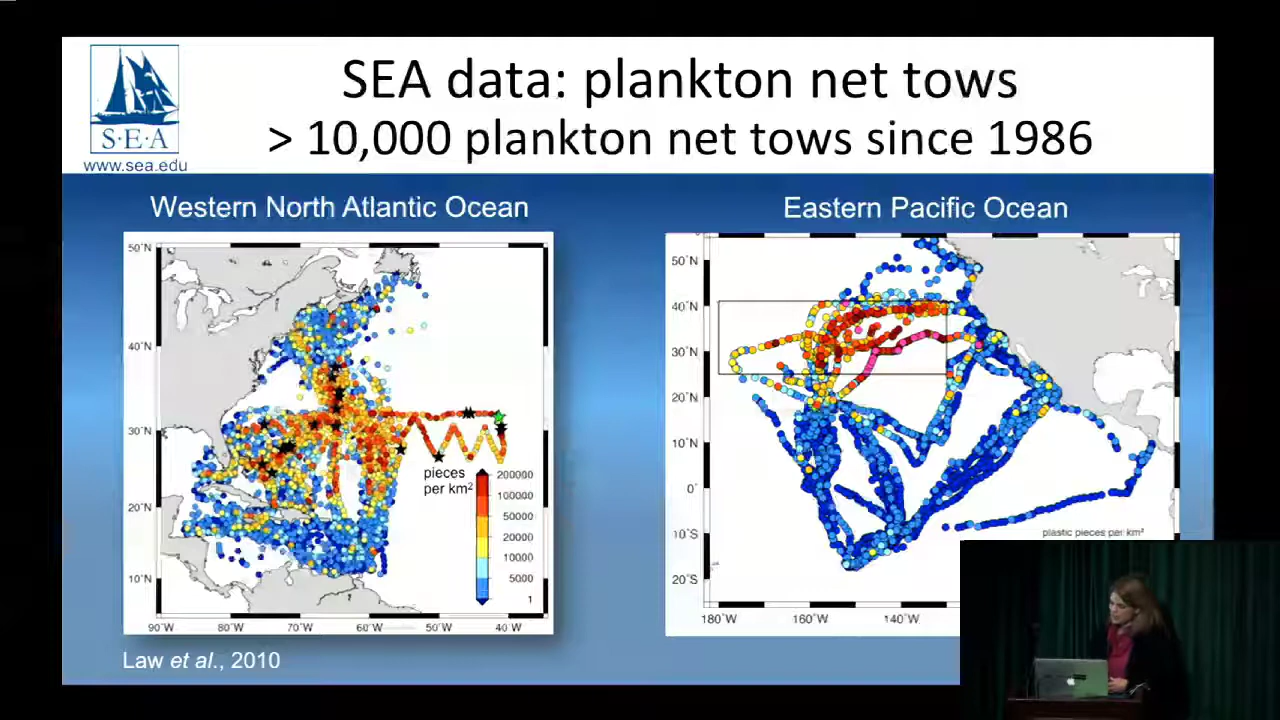 SEA data: plankton net tows
> 10,000 plankton net tows since 1986
S·E·A
www.sea.edu
Western North Atlantic Ocean
Eastern Pacific Ocean
50°N
40°N
30°N
20°N
10°N
90°W
80°W
70°W
60°W
50°W
40°W
pieces
per km²
200000
100000
50000
20000
10000
5000
1
50°N
40°N
30°N
20°N
10°N
0°
10°S
20°S
180°W
160°W
140°W
plastic pieces per km²
Law et al., 2010